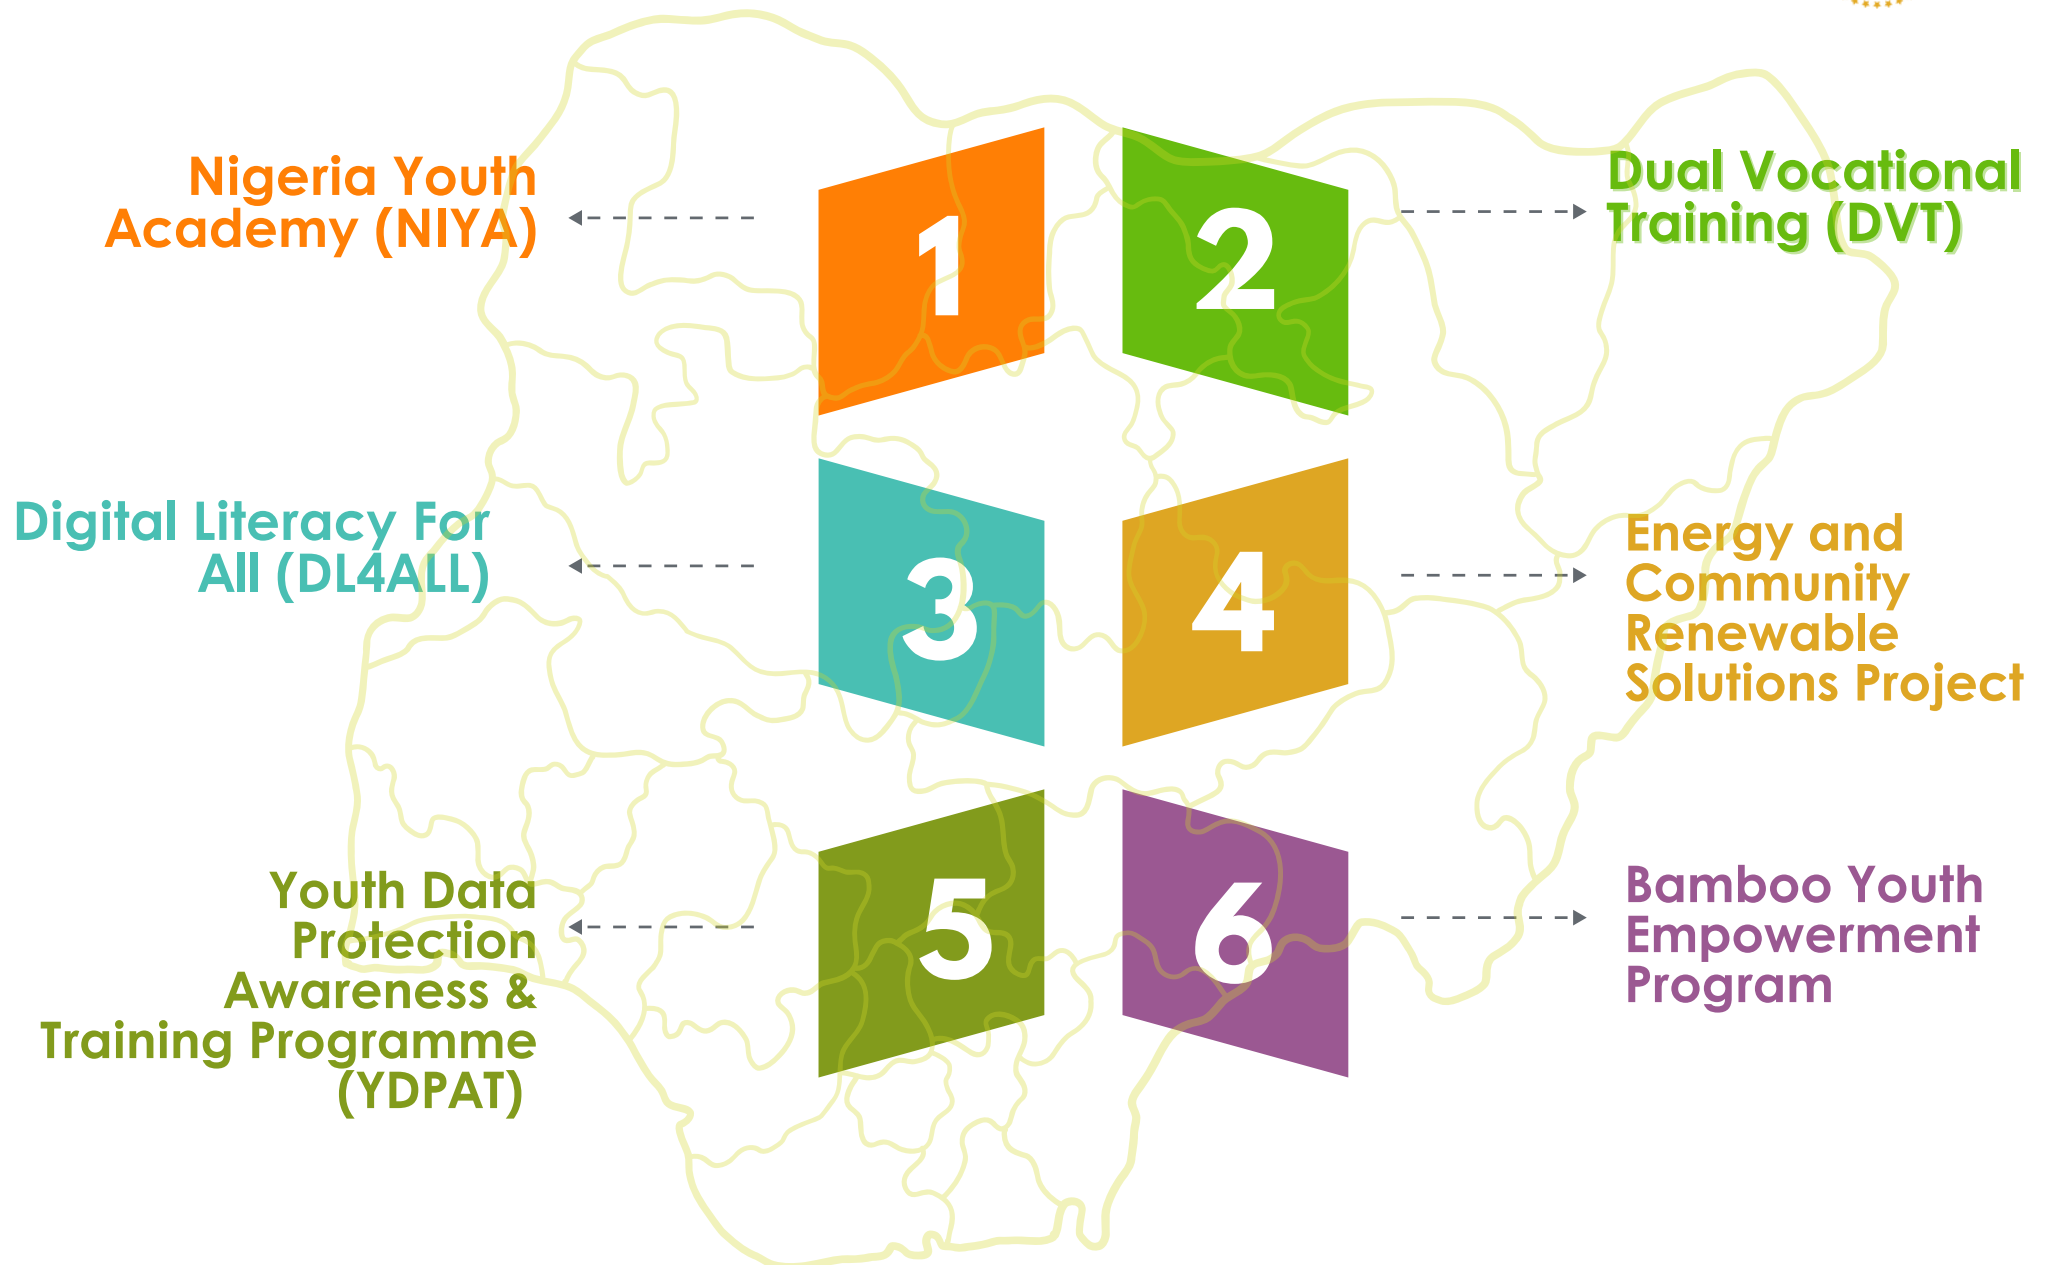 Nigeria Youth
Academy (NIYA)
1
2
Dual Vocational
Training (DVT)
Digital Literacy For
All (DL4ALL)
3
4
Energy and
Community
Renewable
Solutions Project
Youth Data
Protection
Awareness &
Training Programme
(YDPAT)
5
6
Bamboo Youth
Empowerment
Program